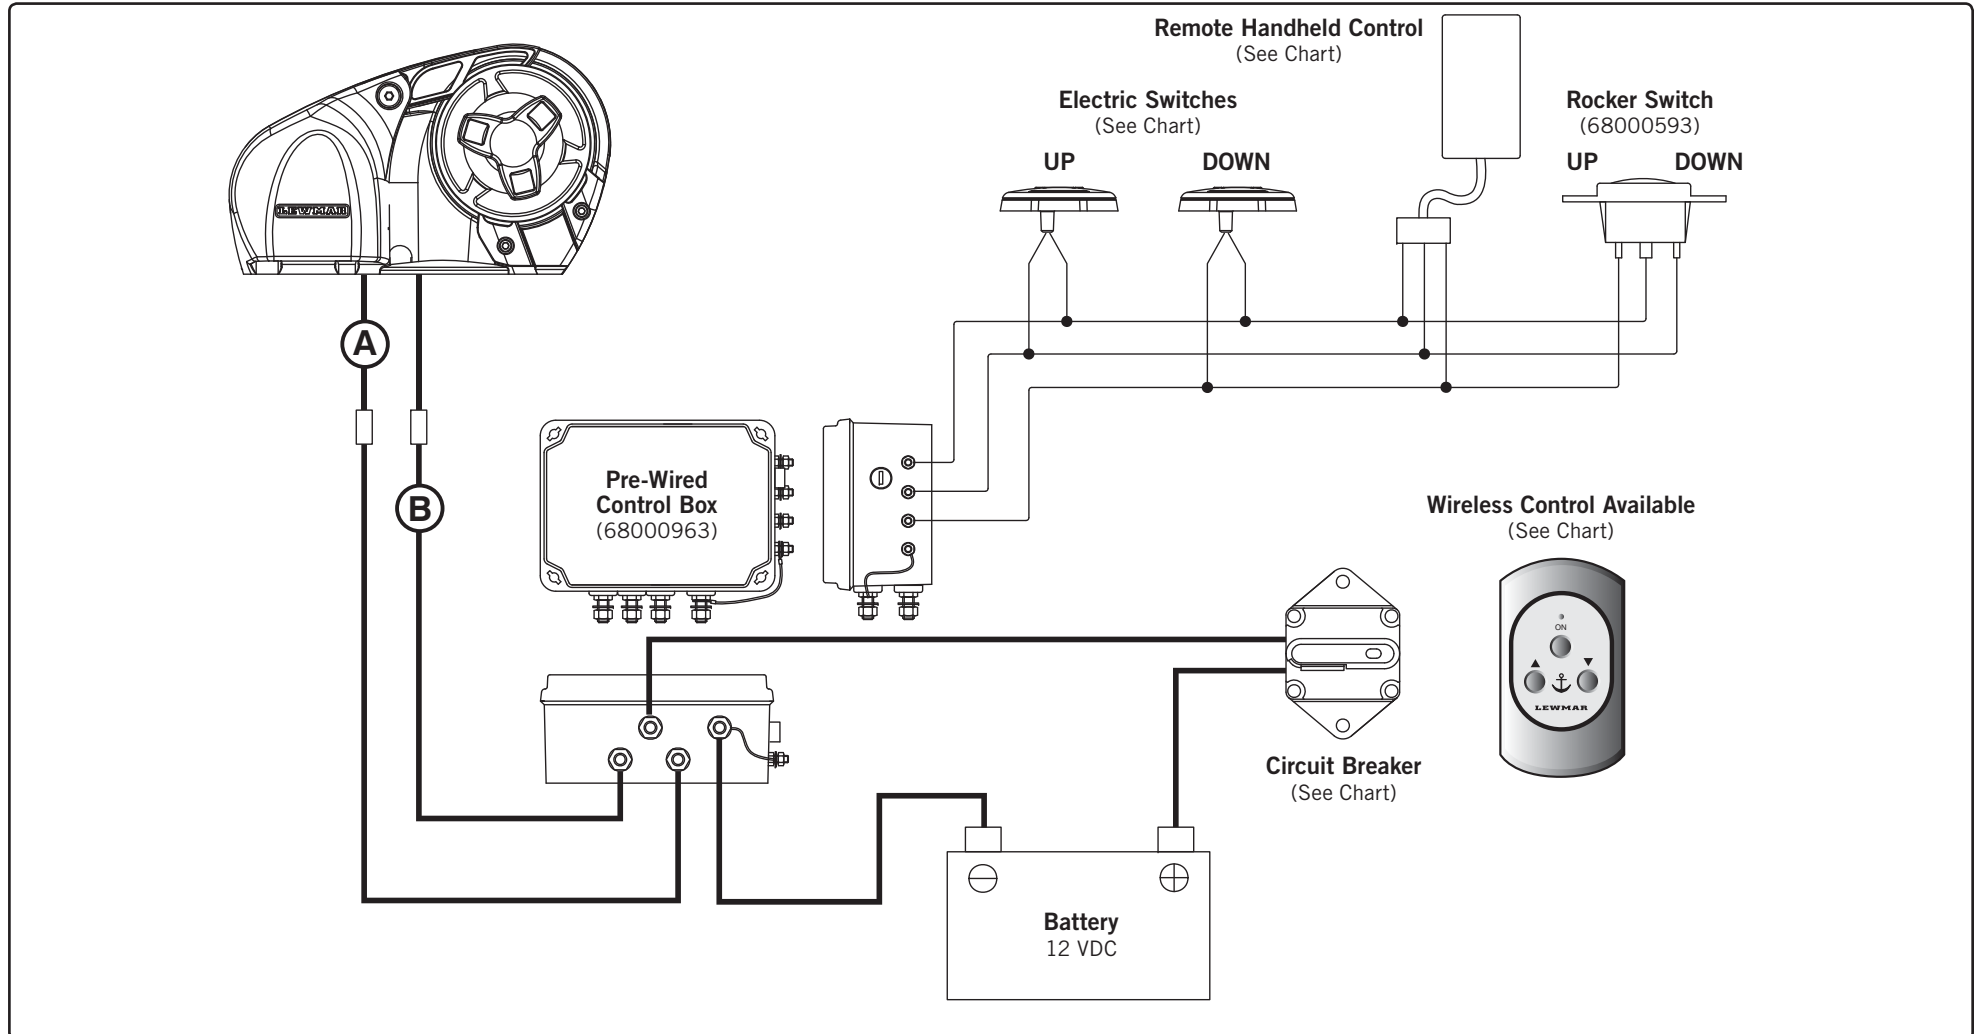 Remote Handheld Control
(See Chart)
Electric Switches
(See Chart)
UP
DOWN
Rocker Switch
(68000593)
UP
DOWN
LEWMAR
A
B
Pre-Wired
Control Box
(68000963)
Wireless Control Available
(See Chart)
ON
LEWMAR
Circuit Breaker
(See Chart)
Battery
12 VDC